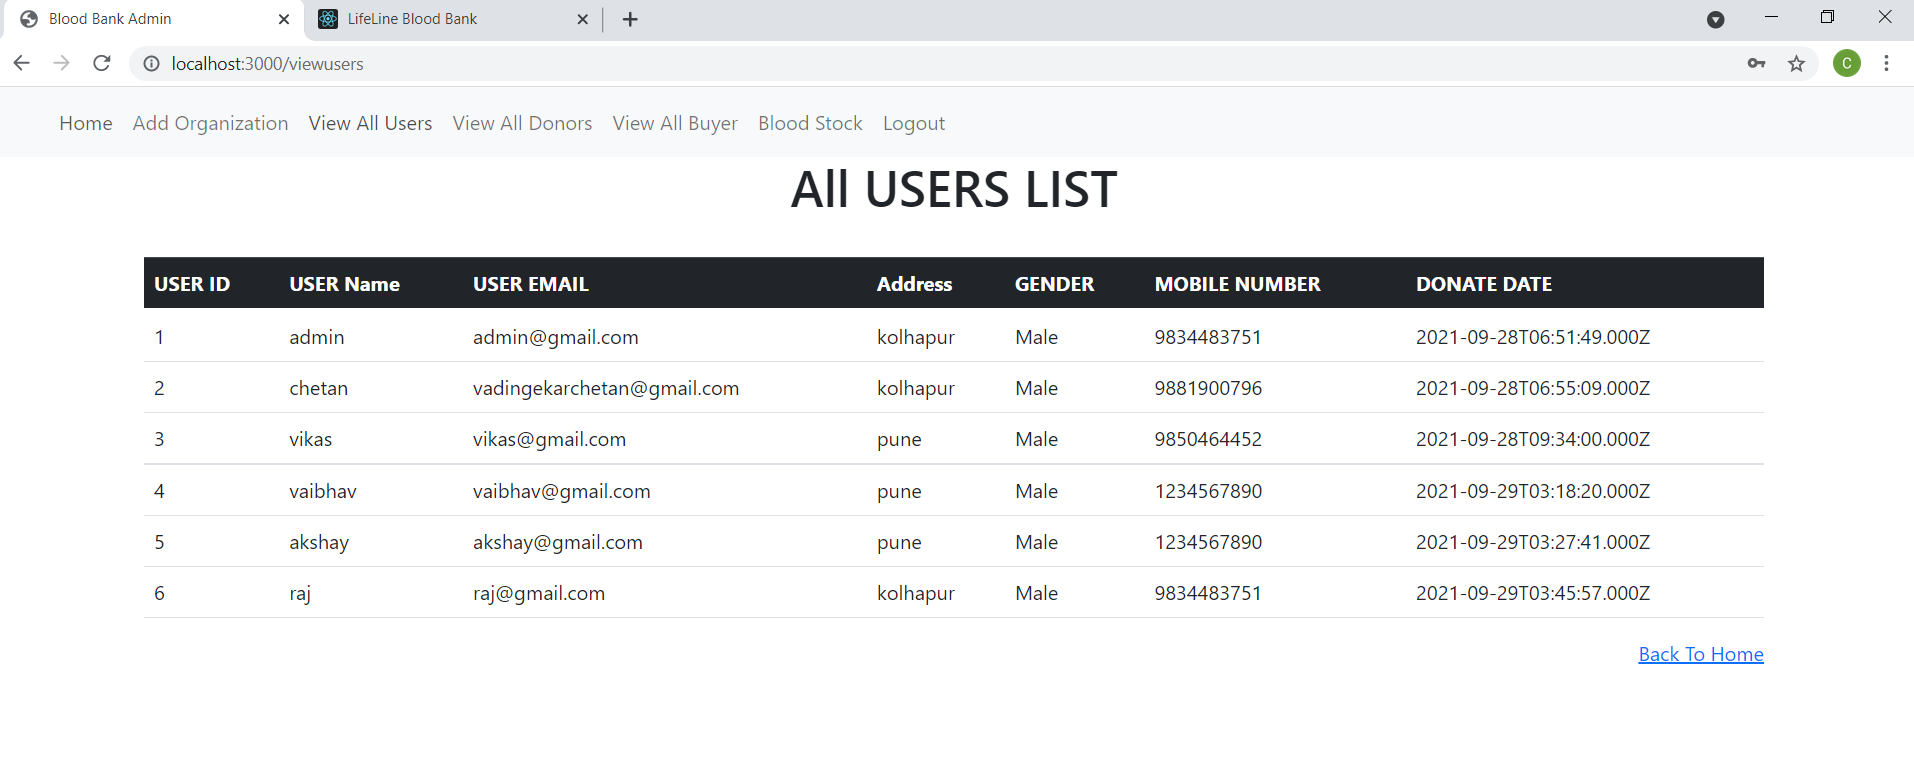 Blood Bank Admin LifeLine Blood Bank
localhost:3000/viewusers C
Home Add Organization View All Users View All Donors View All Buyer Blood Stock Logout
All USERS LIST
USER ID USER Name USER EMAIL Address GENDER MOBILE NUMBER DONATE DATE
1 admin admin@gmail.com kolhapur Male 9834483751 2021-09-28T06:51:49.000Z
2 chetan vadingekarchetan@gmail.com kolhapur Male 9881900796 2021-09-28T06:55:09.000Z
3 vikas vikas@gmail.com pune Male 9850464452 2021-09-28T09:34:00.000Z
4 vaibhav vaibhav@gmail.com pune Male 1234567890 2021-09-29T03:18:20.000Z
5 akshay akshay@gmail.com pune Male 1234567890 2021-09-29T03:27:41.000Z
6 raj raj@gmail.com kolhapur Male 9834483751 2021-09-29T03:45:57.000Z
Back To Home